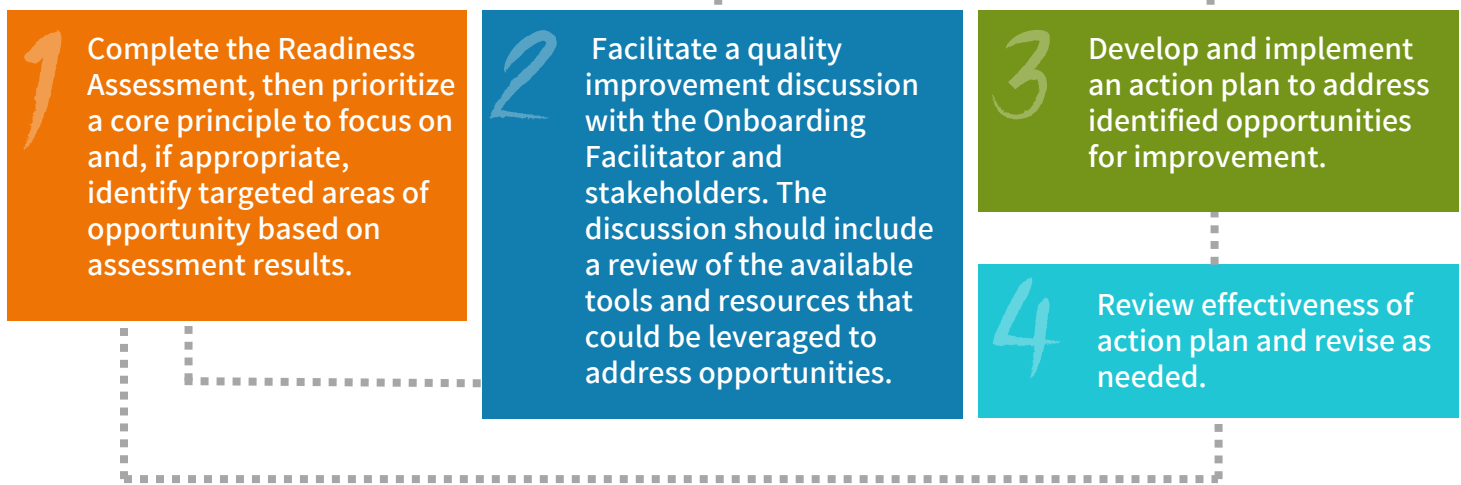 1
Complete the Readiness
Assessment, then prioritize
a core principle to focus on
and, if appropriate,
identify targeted areas of
opportunity based on
assessment results.
2
Facilitate a quality
improvement discussion
with the Onboarding
Facilitator and
stakeholders. The
discussion should include
a review of the available
tools and resources that
could be leveraged to
address opportunities.
3
Develop and implement
an action plan to address
identified opportunities
for improvement.
4
Review effectiveness of
action plan and revise as
needed.